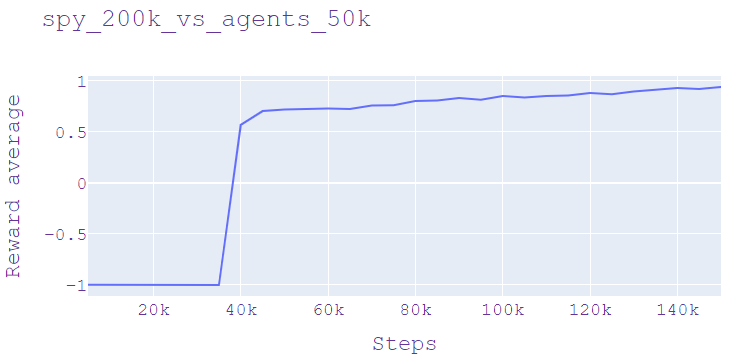 spy_200k_vs_agents_50k
Reward average
1
0.5
0
−0.5
−1
20k 40k 60k 80k 100k 120k 140k
Steps